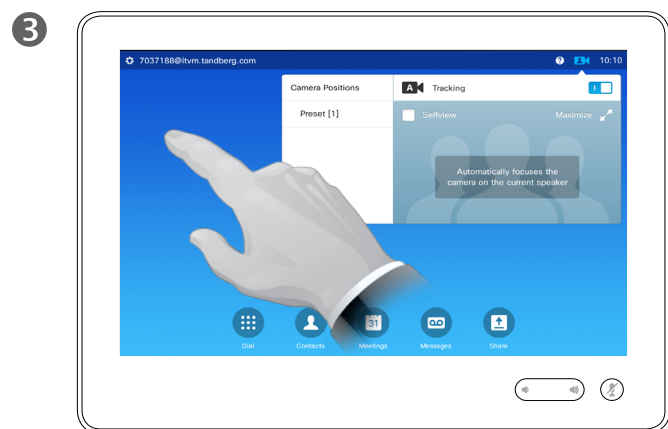 3
7037188@itvm.tandberg.com
? 10:10
Camera Positions
A Tracking
Preset [1]
Selfview
Maximize
Automatically focuses the
camera on the current speaker
31
Dial
Contacts
Meetings
Messages
Share